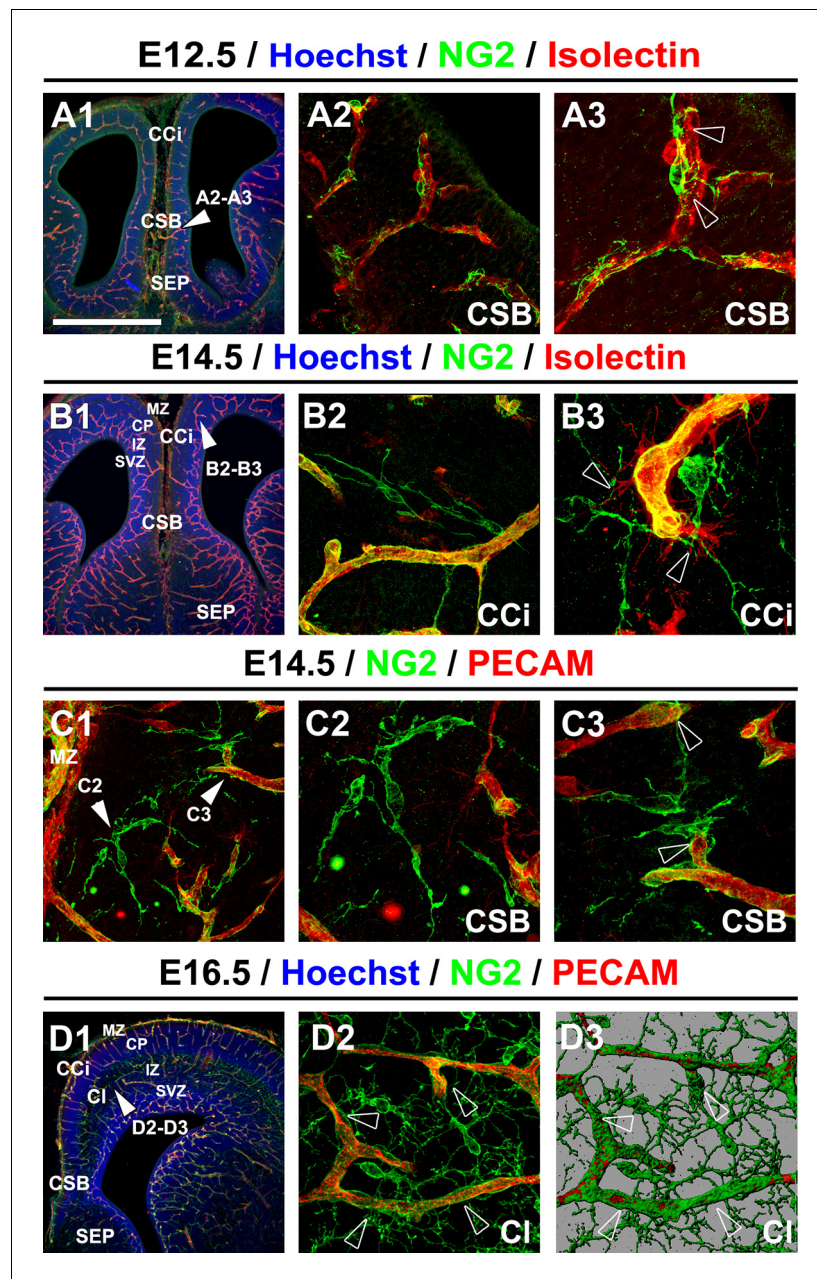 E12.5 / Hoechst / NG2 / Isolectin
A1
CCi
A2-A3
CSB
SEP
A2
CSB
A3
CSB
E14.5 / Hoechst / NG2 / Isolectin
B1
MZ
CP
CCi
IZ
SVZ
B2-B3
CSB
SEP
B2
CCi
B3
CCi
E14.5 / NG2 / PECAM
C1
MZ
C2
C3
C2
CSB
C3
CSB
E16.5 / Hoechst / NG2 / PECAM
D1
MZ
CP
CCi
IZ
CI
SVZ
D2-D3
CSB
SEP
D2
CI
D3
CI